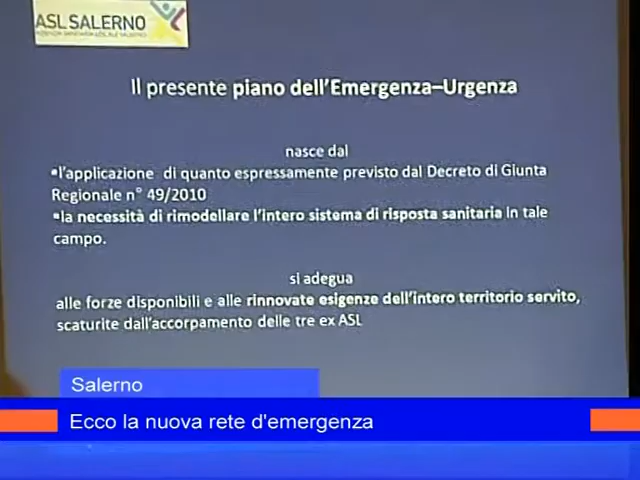 ASL SALERNO
Il presente piano dell'Emergenza–Urgenza
nasce dal
▪l'applicazione di quanto espressamente previsto dal Decreto di Giunta
Regionale n° 49/2010
▪la necessità di rimodellare l'intero sistema di risposta sanitaria in tale
campo.
si adegua
alle forze disponibili e alle rinnovate esigenze dell'intero territorio servito,
scaturite dall'accorpamento delle tre ex ASL
Salerno
Ecco la nuova rete d'emergenza